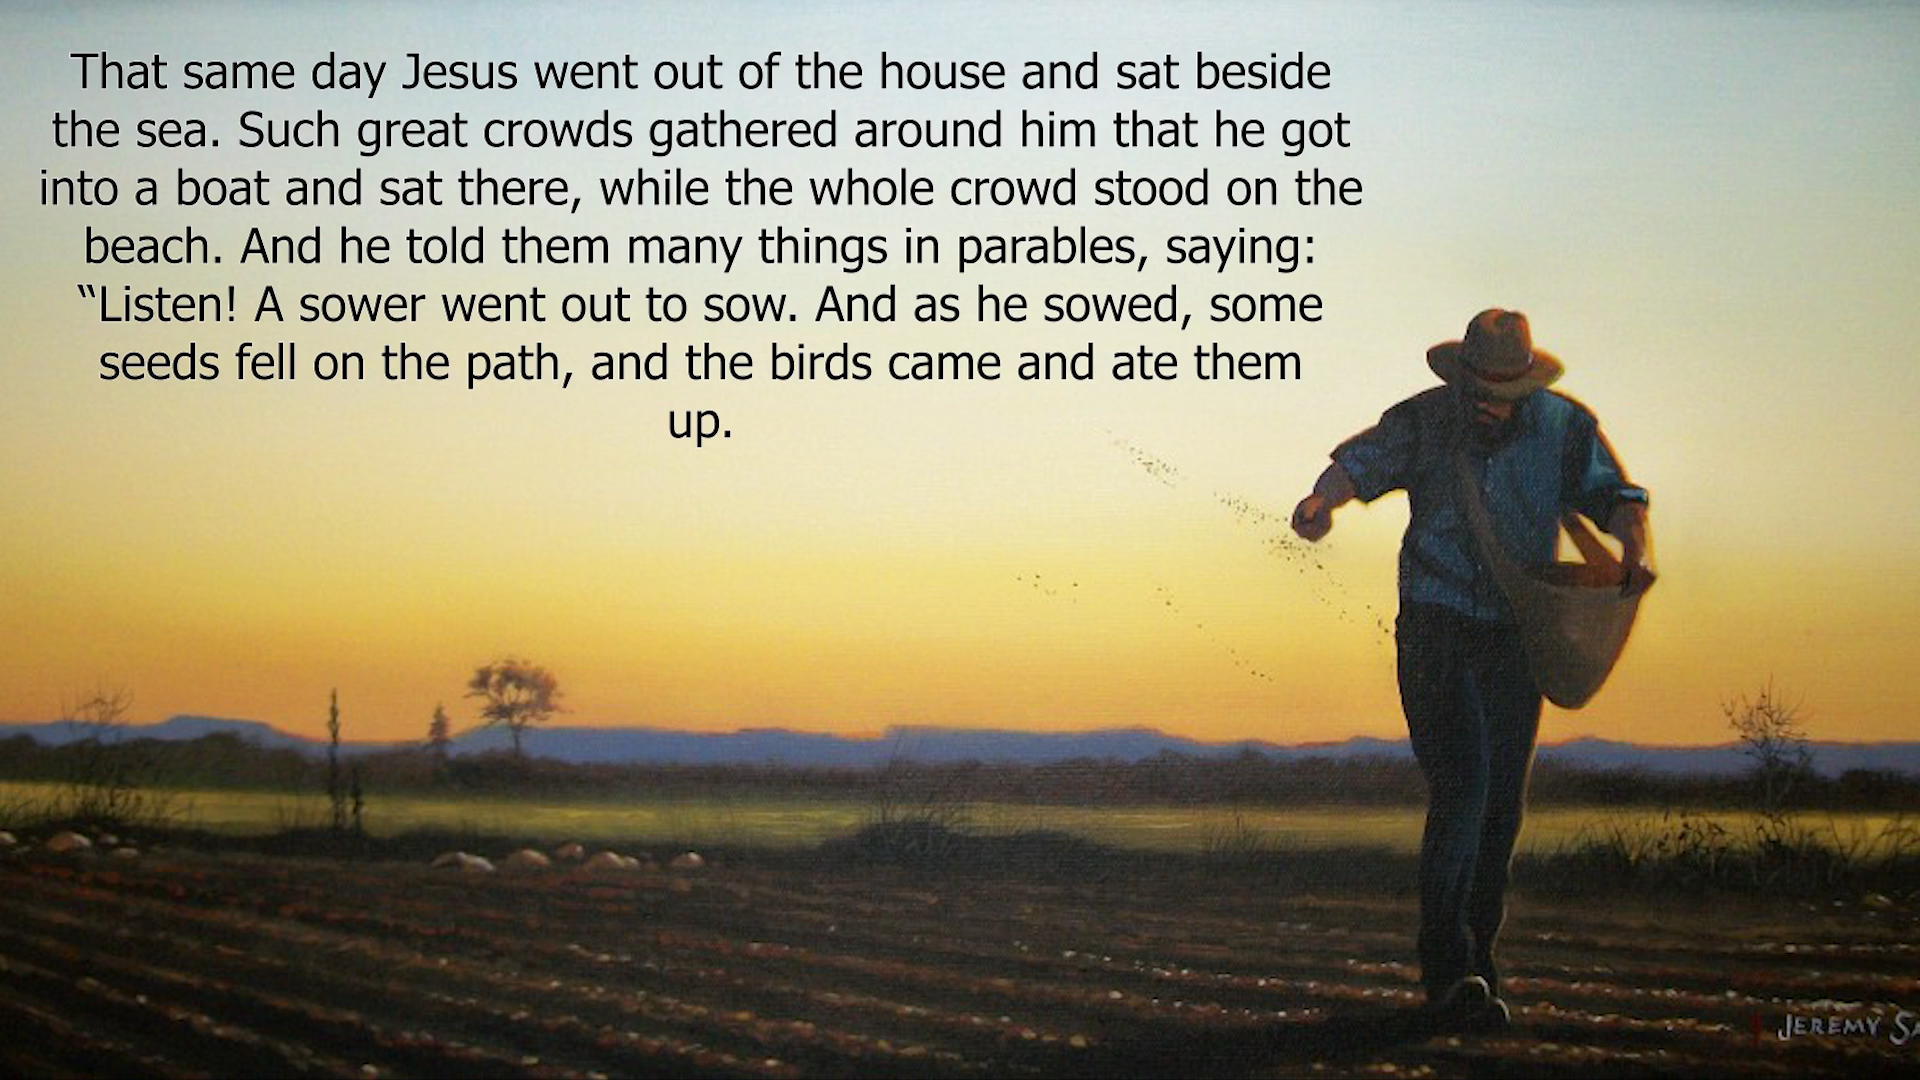 That same day Jesus went out of the house and sat beside
the sea. Such great crowds gathered around him that he got
into a boat and sat there, while the whole crowd stood on the
beach. And he told them many things in parables, saying:
“Listen! A sower went out to sow. And as he sowed, some
seeds fell on the path, and the birds came and ate them
up.
JEREMY